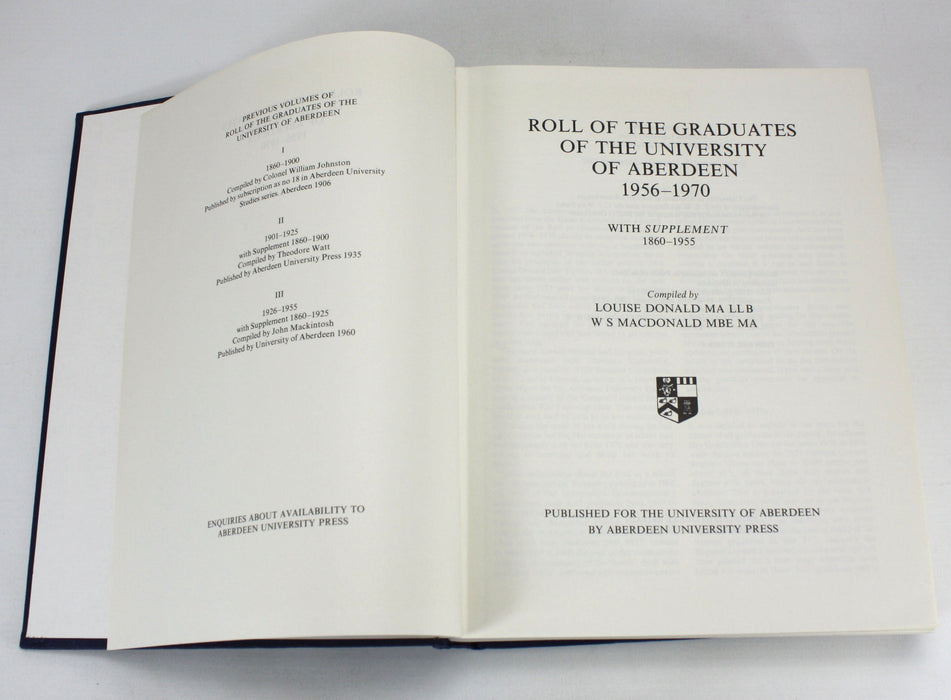 PREVIOUS VOLUMES OF
ROLL OF THE GRADUATES OF THE
UNIVERSITY OF ABERDEEN
I
1860–1900
Compiled by Colonel William Johnston
Published by subscription as no 18 in Aberdeen University
Studies series. Aberdeen 1906
II
1901–1925
with Supplement 1860–1900
Compiled by Theodore Watt
Published by Aberdeen University Press 1935
III
1926–1955
with Supplement 1860–1925
Compiled by John Mackintosh
Published by University of Aberdeen 1960
ENQUIRIES ABOUT AVAILABILITY TO
ABERDEEN UNIVERSITY PRESS
ROLL OF THE GRADUATES
OF THE UNIVERSITY
OF ABERDEEN
1956–1970
WITH SUPPLEMENT
1860–1955
Compiled by
LOUISE DONALD MA LL B
W S MACDONALD MBE MA
PUBLISHED FOR THE UNIVERSITY OF ABERDEEN
BY ABERDEEN UNIVERSITY PRESS